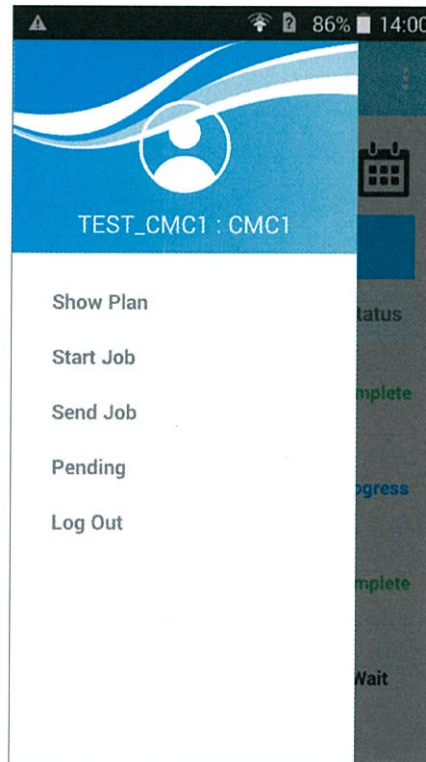 86% 14:00
TEST_CMC1 : CMC1
Show Plan
tatus
Start Job
mplete
Send Job
Pending
ogress
Log Out
mplete
Wait